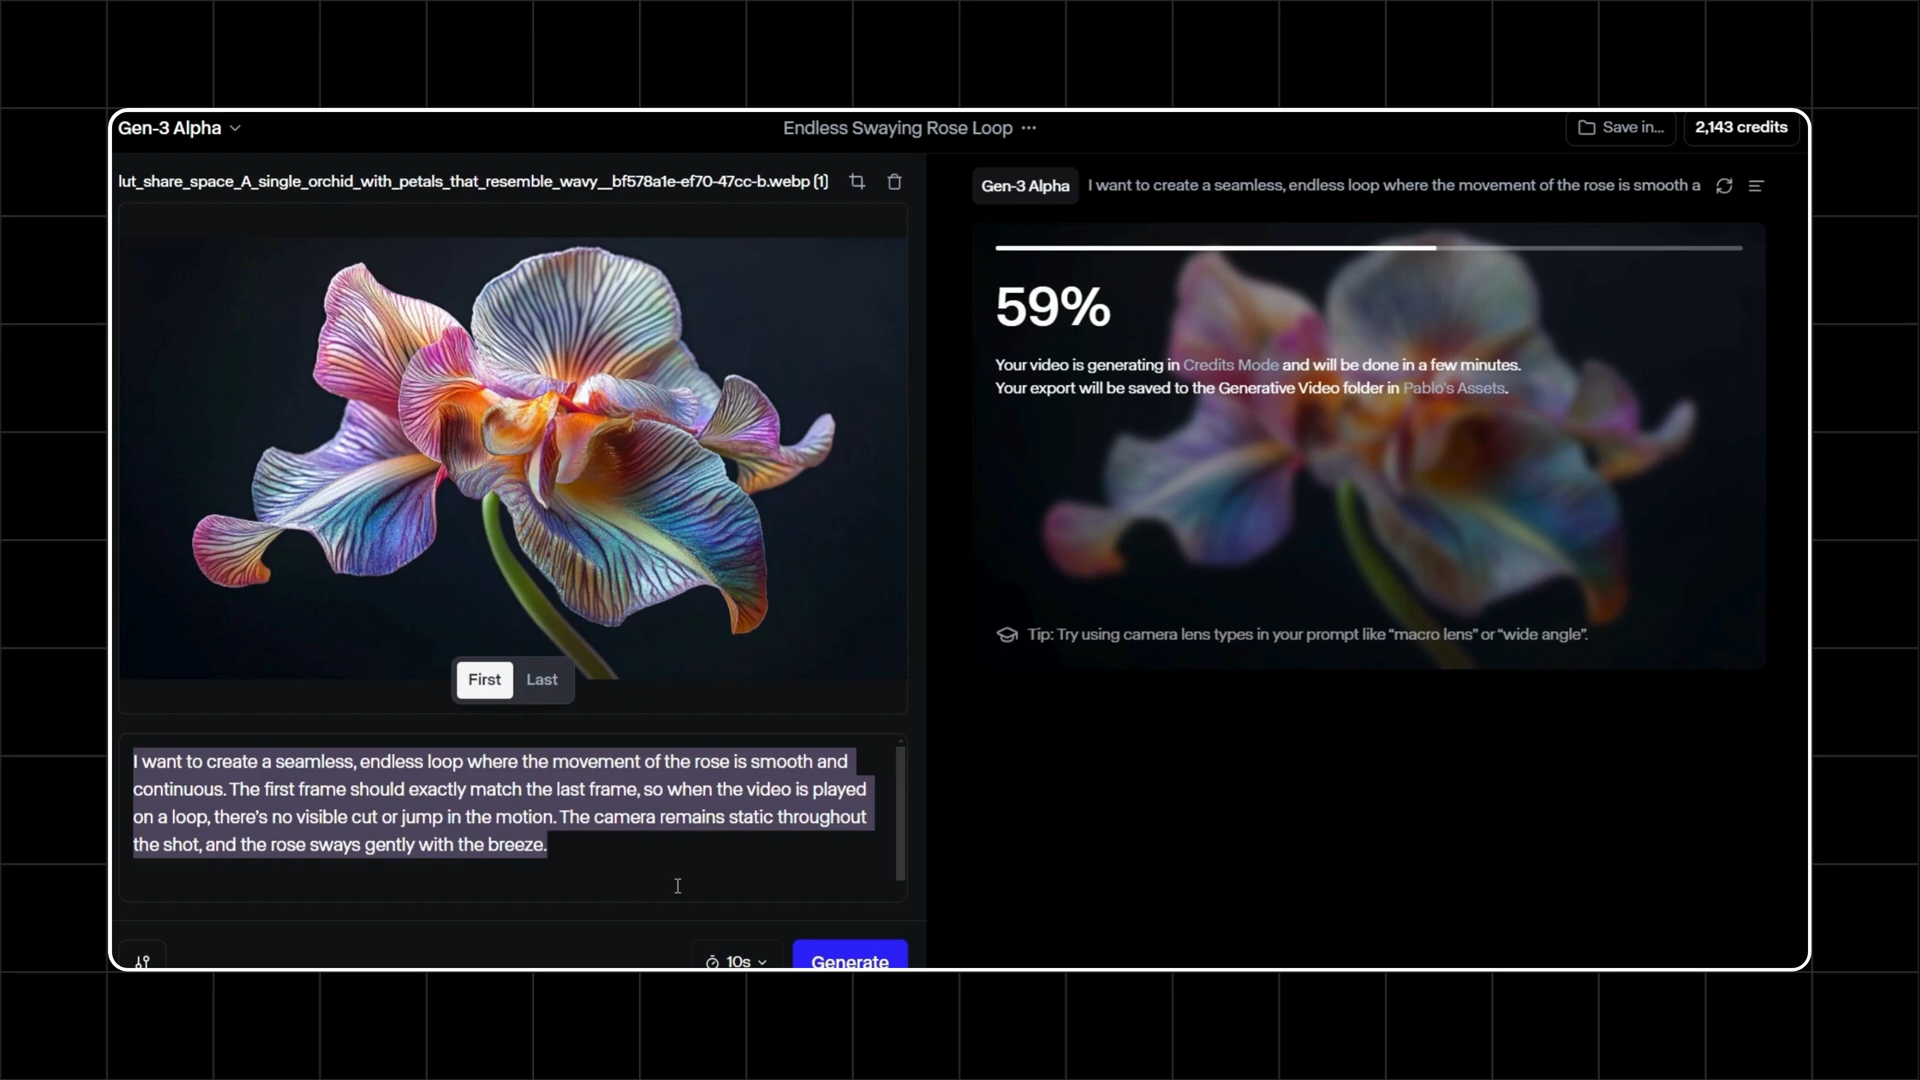 Gen-3 Alpha
Endless Swaying Rose Loop ···
Save in...
2,143 credits
lut_share_space_A_single_orchid_with_petals_that_resemble_wavy__bf578a1e-ef70-47cc-b.webp (1)
First
Last
I want to create a seamless, endless loop where the movement of the rose is smooth and
continuous. The first frame should exactly match the last frame, so when the video is played
on a loop, there's no visible cut or jump in the motion. The camera remains static throughout
the shot, and the rose sways gently with the breeze.
10s
Generate
Gen-3 Alpha
I want to create a seamless, endless loop where the movement of the rose is smooth a
59%
Your video is generating in Credits Mode and will be done in a few minutes.
Your export will be saved to the Generative Video folder in Pablo's Assets.
Tip: Try using camera lens types in your prompt like “macro lens” or “wide angle”.